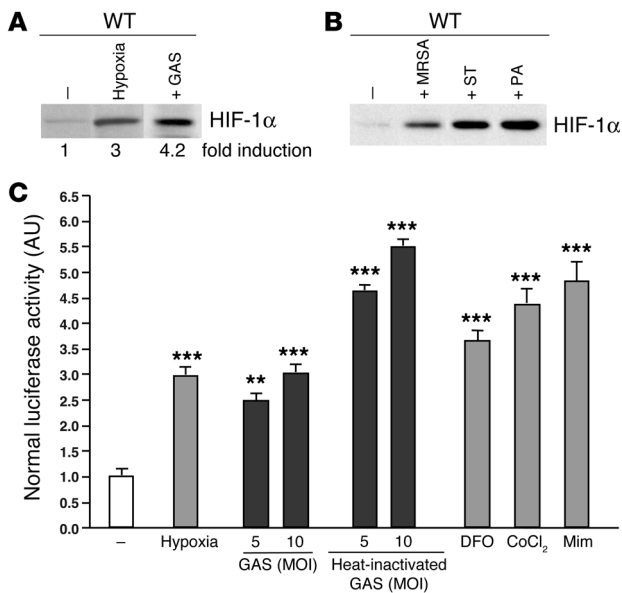 A
WT
–
Hypoxia
+ GAS
HIF-1α
1 3 4.2 fold induction
B
WT
–
+ MRSA
+ ST
+ PA
HIF-1α
C
Normal luciferase activity (AU)
6.5
6.0
5.5
5.0
4.5
4.0
3.5
3.0
2.5
2.0
1.5
1.0
0.5
0.0
***
**
***
***
***
***
***
***
– Hypoxia 5 10 5 10 DFO CoCl₂ Mim
GAS (MOI) Heat-inactivated
GAS (MOI)